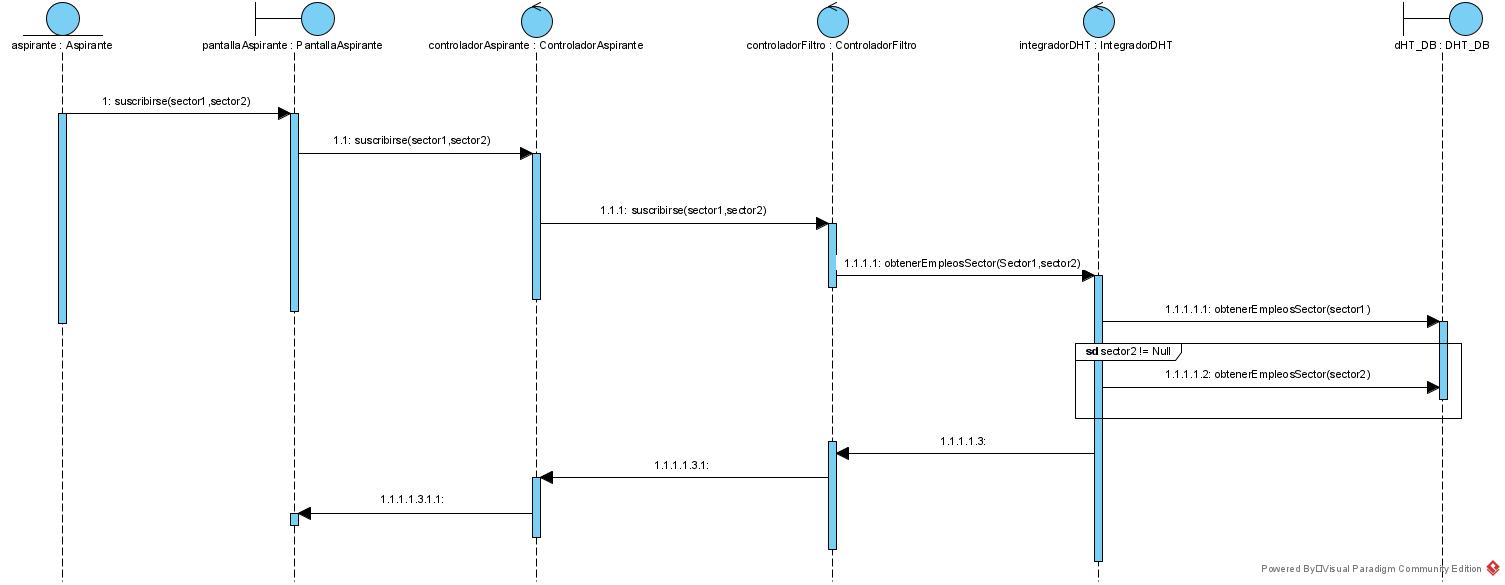 aspirante : Aspirante
pantallaAspirante : PantallaAspirante
controladorAspirante : ControladorAspirante
controladorFiltro : ControladorFiltro
integradorDHT : IntegradorDHT
dHT_DB : DHT_DB
1: suscribirse(sector1,sector2)
1.1: suscribirse(sector1,sector2)
1.1.1: suscribirse(sector1,sector2)
1.1.1.1: obtenerEmpleosSector(Sector1,sector2)
1.1.1.1.1: obtenerEmpleosSector(sector1)
sd sector2 != Null
1.1.1.1.2: obtenerEmpleosSector(sector2)
1.1.1.1.3:
1.1.1.1.3.1:
1.1.1.1.3.1.1:
Powered By□Visual Paradigm Community Edition